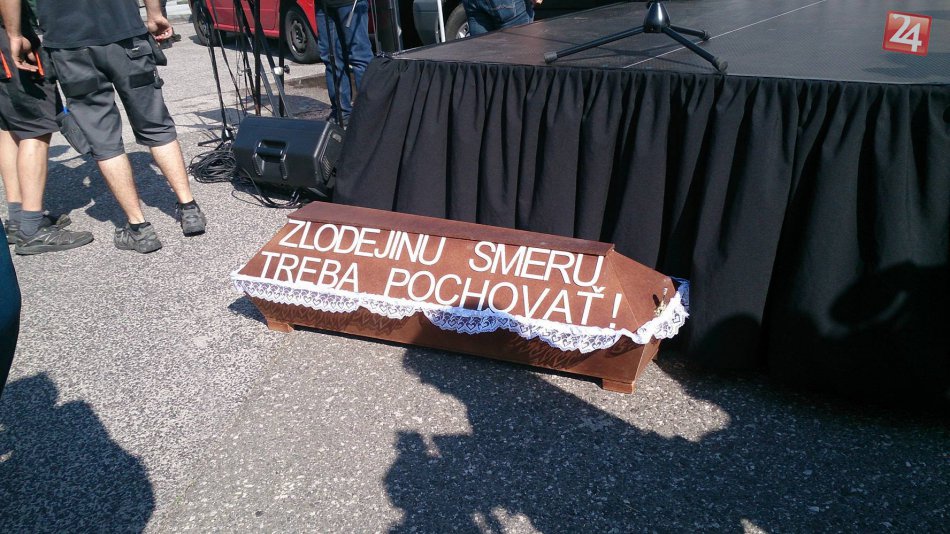 24
ZLODEJINU SMERU
TREBA POCHOVAŤ!